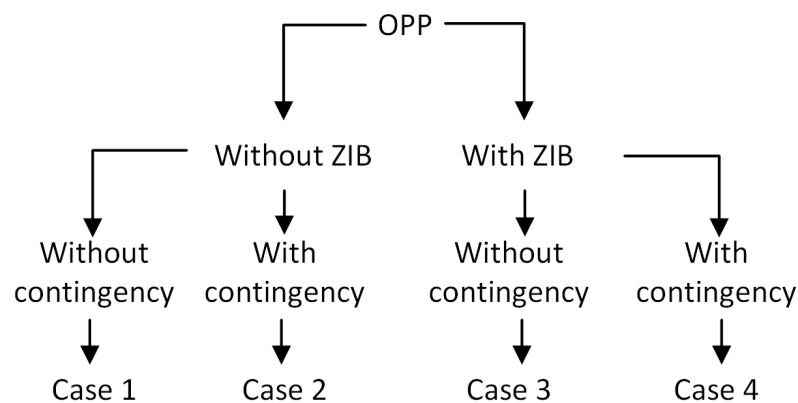 OPP
Without ZIB
With ZIB
Without
contingency
With
contingency
Without
contingency
With
contingency
Case 1
Case 2
Case 3
Case 4